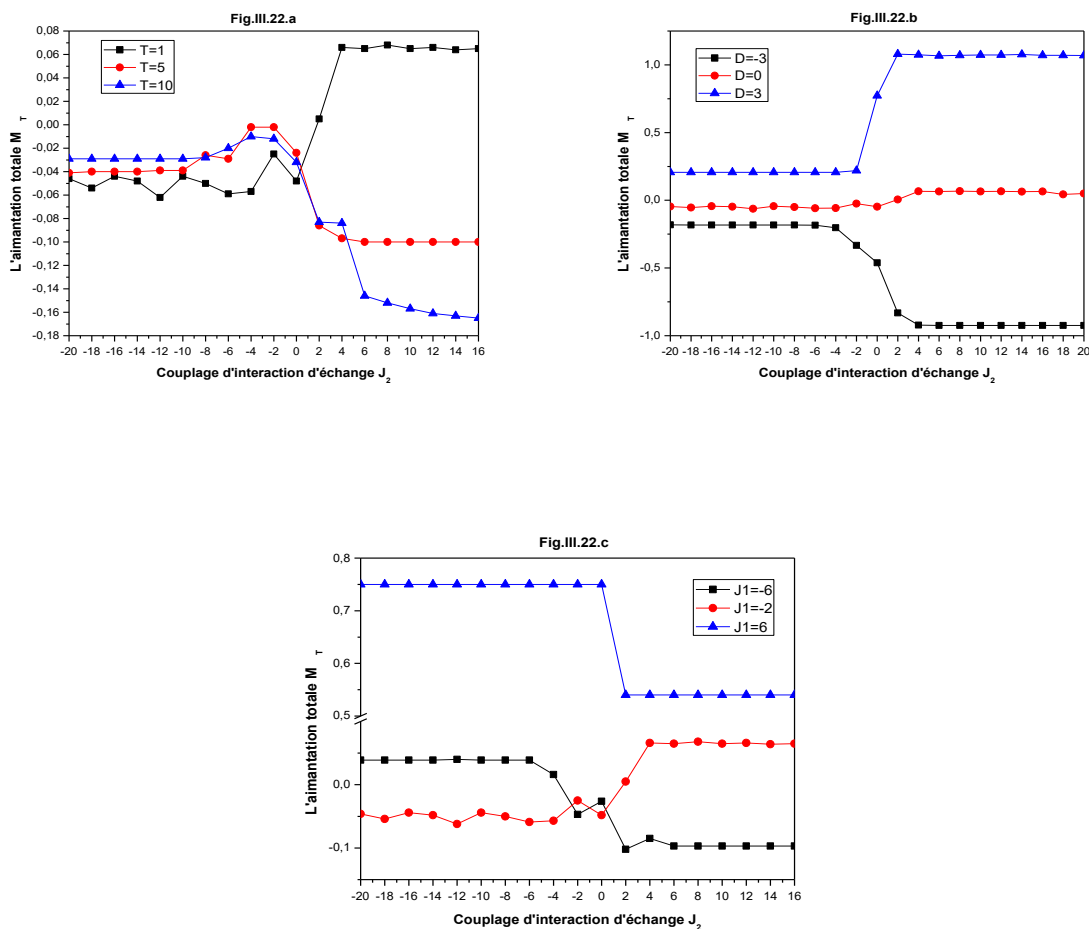 Fig.III.22.a
T=1
T=5
T=10
0,08
0,06
0,04
0,02
0,00
-0,02
-0,04
-0,06
-0,08
-0,10
-0,12
-0,14
-0,16
-0,18
L'aimantation totale M T
-20 -18 -16 -14 -12 -10 -8 -6 -4 -2 0 2 4 6 8 10 12 14 16
Couplage d'interaction d'échange J2
Fig.III.22.b
D=-3
D=0
D=3
1,0
0,5
0,0
-0,5
-1,0
L'aimantation totale M T
-20 -18 -16 -14 -12 -10 -8 -6 -4 -2 0 2 4 6 8 10 12 14 16 18 20
Couplage d'interaction d'échange J2
Fig.III.22.c
J1=-6
J1=-2
J1=6
0,8
0,7
0,6
0,5
0,0
-0,1
L'aimantation totale M T
-20 -18 -16 -14 -12 -10 -8 -6 -4 -2 0 2 4 6 8 10 12 14 16
Couplage d'interaction d'échange J2